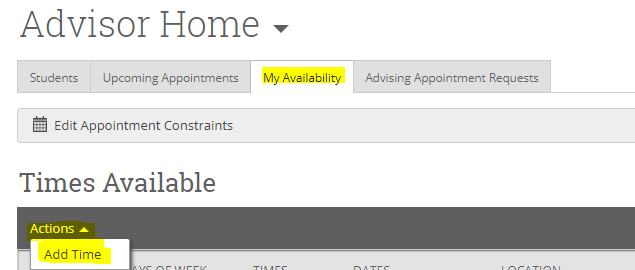 Advisor Home
Students Upcoming Appointments My Availability Advising Appointment Requests
Edit Appointment Constraints
Times Available
Actions
Add Time
OF WEEK TIMES DATES LOCATION